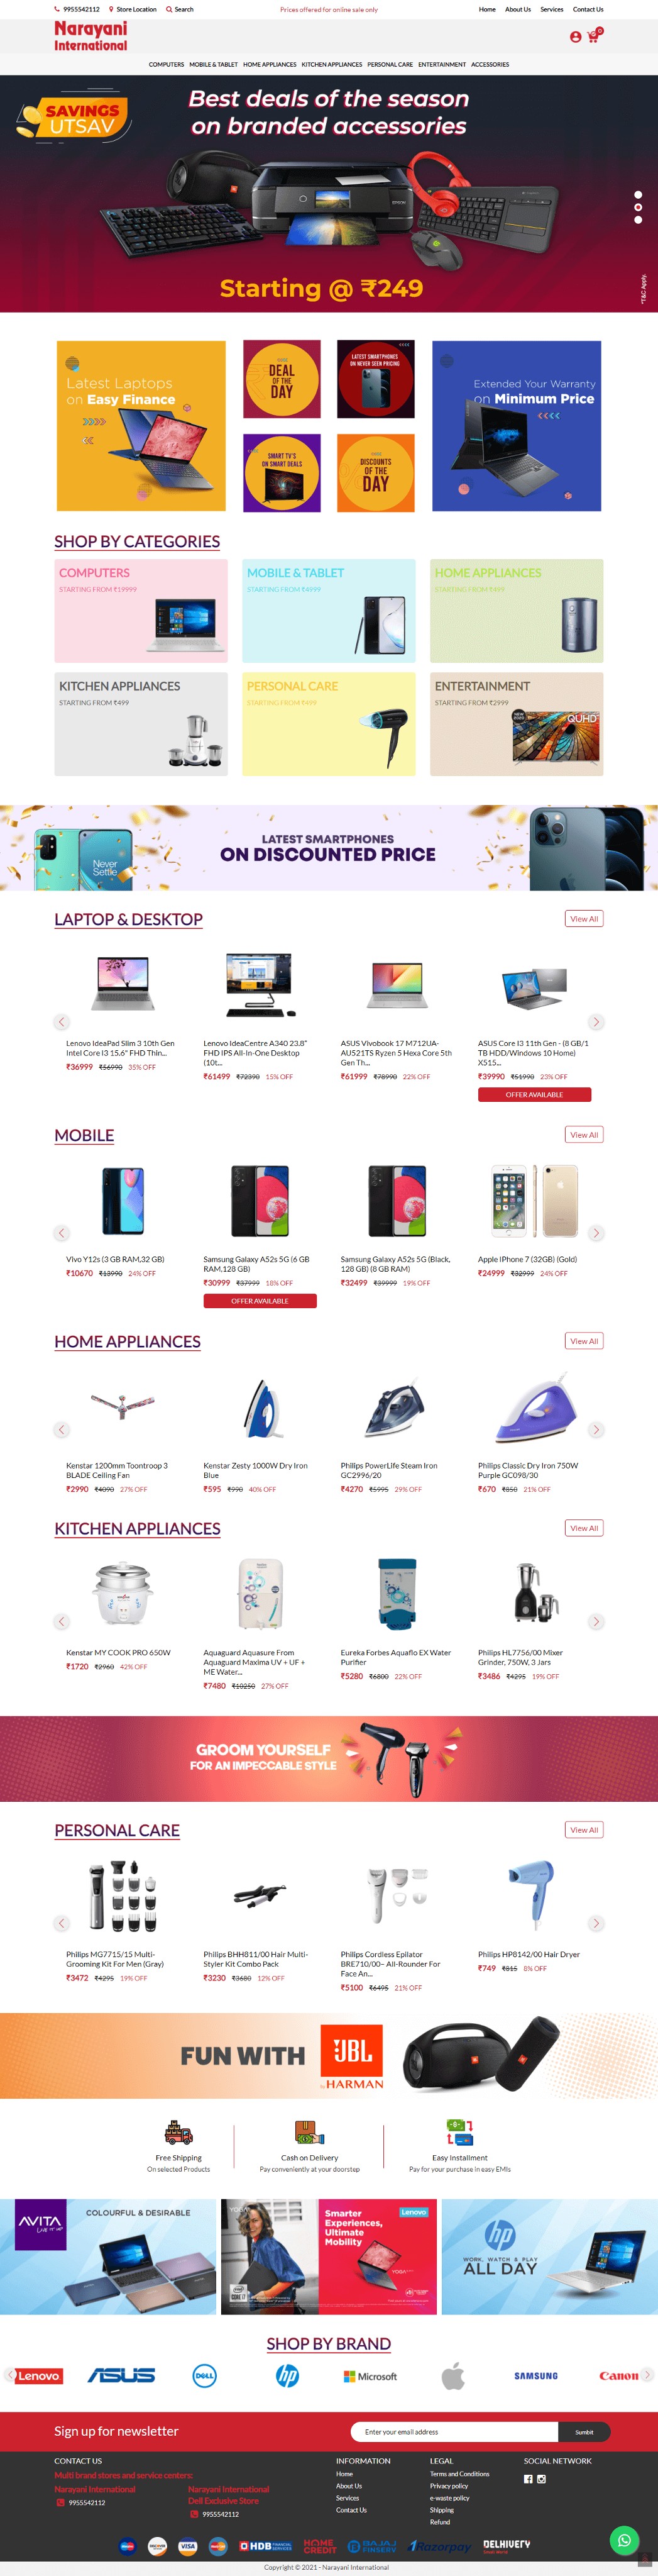 9955542112 Store Location Search Prices offered for online sale only Home About Us Services Contact Us
Narayani
International
0
COMPUTERS MOBILE & TABLET HOME APPLIANCES KITCHEN APPLIANCES PERSONAL CARE ENTERTAINMENT ACCESSORIES
SAVINGS
UTSAV
Best deals of the season
on branded accessories
Starting @ ₹249
*T&C Apply.
Latest Laptops
on Easy Finance
DEAL
OF THE
DAY
LATEST SMARTPHONES
ON NEVER SEEN PRICING
SMART TV'S
ON SMART DEALS
DISCOUNTS
OF THE
DAY
Extended Your Warranty
on Minimum Price
SHOP BY CATEGORIES
COMPUTERS
STARTING FROM ₹19999
MOBILE & TABLET
STARTING FROM ₹4999
HOME APPLIANCES
STARTING FROM ₹499
KITCHEN APPLIANCES
STARTING FROM ₹499
PERSONAL CARE
STARTING FROM ₹499
ENTERTAINMENT
STARTING FROM ₹2999
QUHD
Never
Settle
LATEST SMARTPHONES
ON DISCOUNTED PRICE
LAPTOP & DESKTOP
View All
Lenovo IdeaPad Slim 3 10th Gen
Intel Core I3 15.6" FHD Thin...
₹36999 ₹56990 35% OFF
Lenovo IdeaCentre A340 23.8"
FHD IPS All-In-One Desktop
(10t...
₹61499 ₹72390 15% OFF
ASUS Vivobook 17 M712UA-
AU521TS Ryzen 5 Hexa Core 5th
Gen Th...
₹61999 ₹78990 22% OFF
ASUS Core I3 11th Gen - (8 GB/1
TB HDD/Windows 10 Home)
X515...
₹39990 ₹51990 23% OFF
OFFER AVAILABLE
MOBILE
View All
Vivo Y12s (3 GB RAM,32 GB)
₹10670 ₹13990 24% OFF
Samsung Galaxy A52s 5G (6 GB
RAM,128 GB)
₹30999 ₹37999 18% OFF
OFFER AVAILABLE
Samsung Galaxy A52s 5G (Black,
128 GB) (8 GB RAM)
₹32499 ₹39999 19% OFF
Apple IPhone 7 (32GB) (Gold)
₹24999 ₹32999 24% OFF
HOME APPLIANCES
View All
Kenstar 1200mm Toontroop 3
BLADE Ceiling Fan
₹2990 ₹4090 27% OFF
Kenstar Zesty 1000W Dry Iron
Blue
₹595 ₹990 40% OFF
Philips PowerLife Steam Iron
GC2996/20
₹4270 ₹5995 29% OFF
Philips Classic Dry Iron 750W
Purple GC098/30
₹670 ₹850 21% OFF
KITCHEN APPLIANCES
View All
Kenstar MY COOK PRO 650W
₹1720 ₹2960 42% OFF
Aquaguard Aquasure From
Aquaguard Maxima UV + UF +
ME Water...
₹7480 ₹10250 27% OFF
Eureka Forbes Aquaflo EX Water
Purifier
₹5280 ₹6800 22% OFF
Philips HL7756/00 Mixer
Grinder, 750W, 3 Jars
₹3486 ₹4295 19% OFF
GROOM YOURSELF
FOR AN IMPECCABLE STYLE
PERSONAL CARE
View All
Philips MG7715/15 Multi-
Grooming Kit For Men (Gray)
₹3472 ₹4295 19% OFF
Philips BHH811/00 Hair Multi-
Styler Kit Combo Pack
₹3230 ₹3680 12% OFF
Philips Cordless Epilator
BRE710/00– All-Rounder For
Face An...
₹5100 ₹6495 21% OFF
Philips HP8142/00 Hair Dryer
₹749 ₹815 8% OFF
FUN WITH JBL
by HARMAN
Free Shipping
On selected Products
Cash on Delivery
Pay conveniently at your doorstep
Easy Installment
Pay for your purchase in easy EMIs
AVITA
COLOURFUL & DESIRABLE
YOGA
Smarter
Experiences,
Ultimate
Mobility
Lenovo
hp
WORK, WATCH & PLAY
ALL DAY
SHOP BY BRAND
Lenovo ASUS DELL hp Microsoft SAMSUNG Canon
Sign up for newsletter
Enter your email address
Sumbit
CONTACT US
Multi brand stores and service centers:
Narayani International
9955542112
Narayani International
Dell Exclusive Store
9955542112
INFORMATION
Home
About Us
Services
Contact Us
LEGAL
Terms and Conditions
Privacy policy
e-waste policy
Shipping
Refund
SOCIAL NETWORK
DISCOVER VISA HDB FINANCIAL SERVICES HOME CREDIT BAJAJ FINSERV Razorpay DELHIVERY
Copyright © 2021 - Narayani International